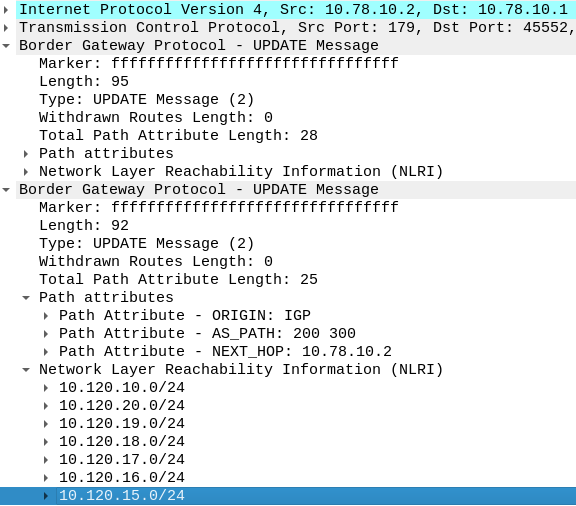 Internet Protocol Version 4, Src: 10.78.10.2, Dst: 10.78.10.1
Transmission Control Protocol, Src Port: 179, Dst Port: 45552,
Border Gateway Protocol - UPDATE Message
Marker: ffffffffffffffffffffffffffffffff
Length: 95
Type: UPDATE Message (2)
Withdrawn Routes Length: 0
Total Path Attribute Length: 28
Path attributes
Network Layer Reachability Information (NLRI)
Border Gateway Protocol - UPDATE Message
Marker: ffffffffffffffffffffffffffffffff
Length: 92
Type: UPDATE Message (2)
Withdrawn Routes Length: 0
Total Path Attribute Length: 25
Path attributes
Path Attribute - ORIGIN: IGP
Path Attribute - AS_PATH: 200 300
Path Attribute - NEXT_HOP: 10.78.10.2
Network Layer Reachability Information (NLRI)
10.120.10.0/24
10.120.20.0/24
10.120.19.0/24
10.120.18.0/24
10.120.17.0/24
10.120.16.0/24
10.120.15.0/24